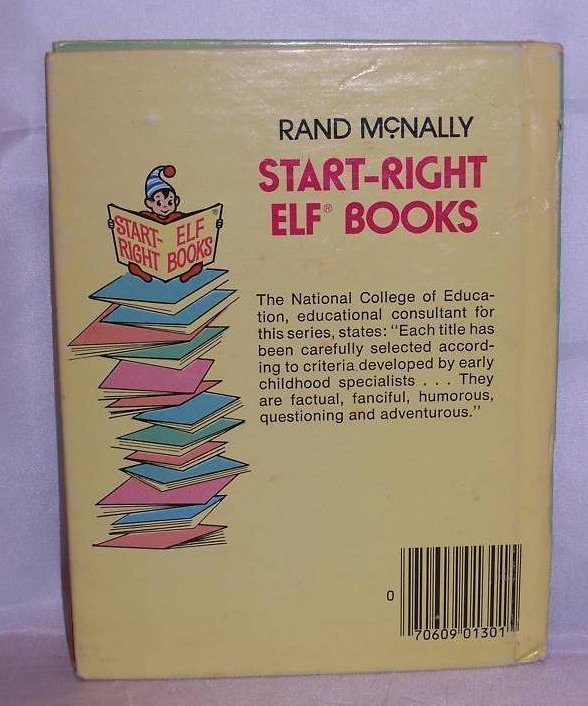 RAND McNALLY
START-RIGHT
ELF® BOOKS
START-
RIGHT
ELF
BOOKS
®
The National College of Educa-
tion, educational consultant for
this series, states: "Each title has
been carefully selected accord-
ing to criteria developed by early
childhood specialists . . . They
are factual, fanciful, humorous,
questioning and adventurous."
0
70609 01301